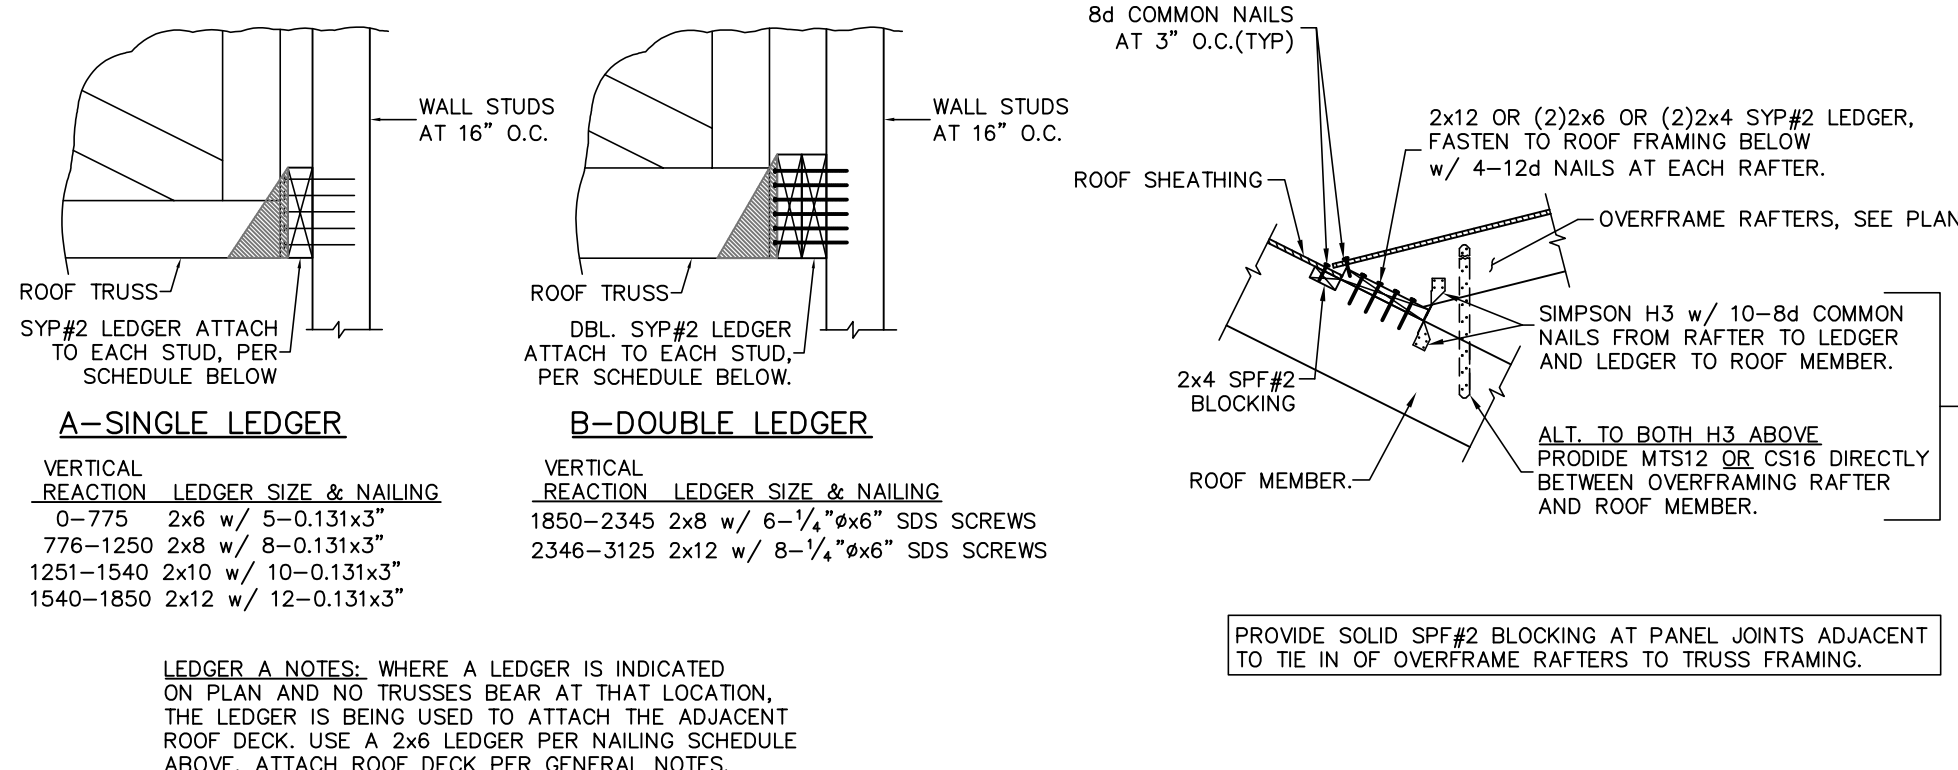 WALL STUDS
AT 16” O.C.
ROOF TRUSS
SYP#2 LEDGER ATTACH
TO EACH STUD, PER
SCHEDULE BELOW
A–SINGLE LEDGER
VERTICAL
REACTION LEDGER SIZE & NAILING
0–775 2x6 w/ 5–0.131x3”
776–1250 2x8 w/ 8–0.131x3”
1251–1540 2x10 w/ 10–0.131x3”
1540–1850 2x12 w/ 12–0.131x3”
WALL STUDS
AT 16” O.C.
ROOF TRUSS
DBL. SYP#2 LEDGER
ATTACH TO EACH STUD,
PER SCHEDULE BELOW.
B–DOUBLE LEDGER
VERTICAL
REACTION LEDGER SIZE & NAILING
1850–2345 2x8 w/ 6–1/4”øx6” SDS SCREWS
2346–3125 2x12 w/ 8–1/4”øx6” SDS SCREWS
LEDGER A NOTES: WHERE A LEDGER IS INDICATED
ON PLAN AND NO TRUSSES BEAR AT THAT LOCATION,
THE LEDGER IS BEING USED TO ATTACH THE ADJACENT
ROOF DECK. USE A 2x6 LEDGER PER NAILING SCHEDULE
ABOVE. ATTACH ROOF DECK PER GENERAL NOTES.
8d COMMON NAILS
AT 3” O.C.(TYP)
2x12 OR (2)2x6 OR (2)2x4 SYP#2 LEDGER,
FASTEN TO ROOF FRAMING BELOW
w/ 4–12d NAILS AT EACH RAFTER.
ROOF SHEATHING
OVERFRAME RAFTERS, SEE PLAN
SIMPSON H3 w/ 10–8d COMMON
NAILS FROM RAFTER TO LEDGER
AND LEDGER TO ROOF MEMBER.
2x4 SPF#2
BLOCKING
ALT. TO BOTH H3 ABOVE
PRODIDE MTS12 OR CS16 DIRECTLY
BETWEEN OVERFRAMING RAFTER
AND ROOF MEMBER.
ROOF MEMBER.
PROVIDE SOLID SPF#2 BLOCKING AT PANEL JOINTS ADJACENT
TO TIE IN OF OVERFRAME RAFTERS TO TRUSS FRAMING.